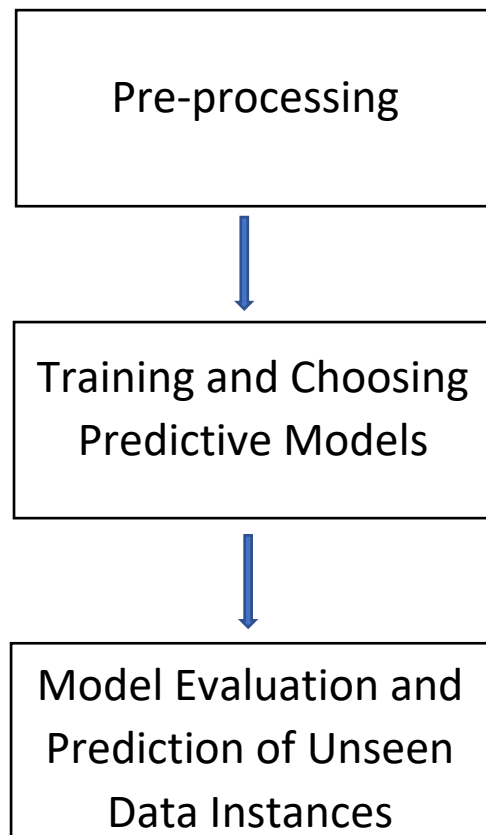 Pre-processing
Training and Choosing
Predictive Models
Model Evaluation and
Prediction of Unseen
Data Instances